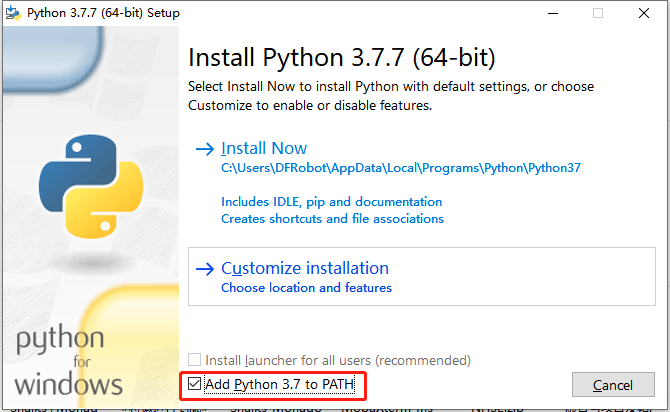 Python 3.7.7 (64-bit) Setup
Install Python 3.7.7 (64-bit)
Select Install Now to install Python with default settings, or choose
Customize to enable or disable features.
Install Now
C:\Users\DFRobot\AppData\Local\Programs\Python\Python37
Includes IDLE, pip and documentation
Creates shortcuts and file associations
Customize installation
Choose location and features
python
for
windows
Install launcher for all users (recommended)
Add Python 3.7 to PATH
Cancel